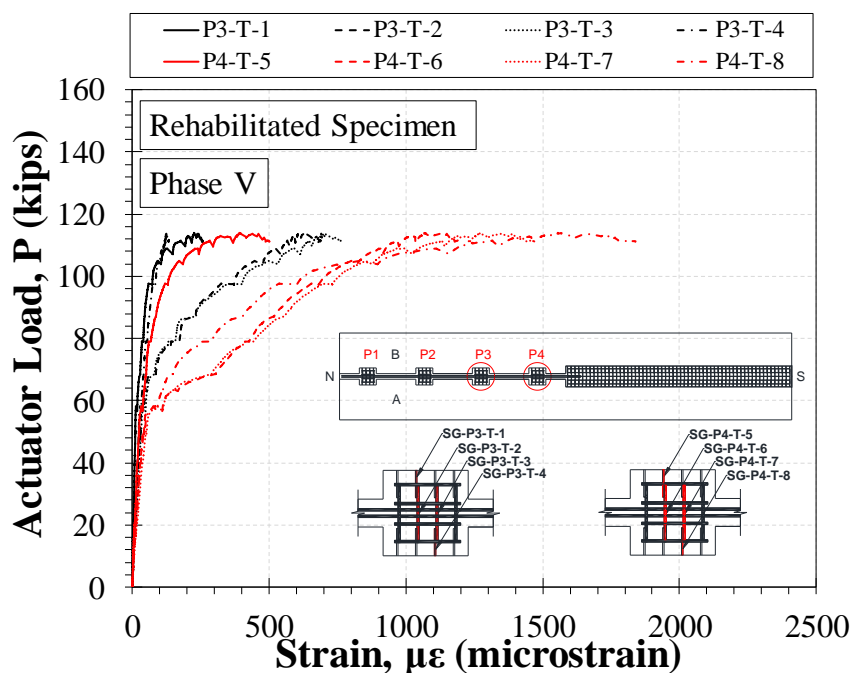 P3-T-1 P3-T-2 P3-T-3 P3-T-4
P4-T-5 P4-T-6 P4-T-7 P4-T-8
Actuator Load, P (kips)
160
140
120
100
80
60
40
20
0
Rehabilitated Specimen
Phase V
P1 B P2 P3 P4
N S
A
SG-P3-T-1
SG-P3-T-2
SG-P3-T-3
SG-P3-T-4
SG-P4-T-5
SG-P4-T-6
SG-P4-T-7
SG-P4-T-8
0 500 1000 1500 2000 2500
Strain, με (microstrain)